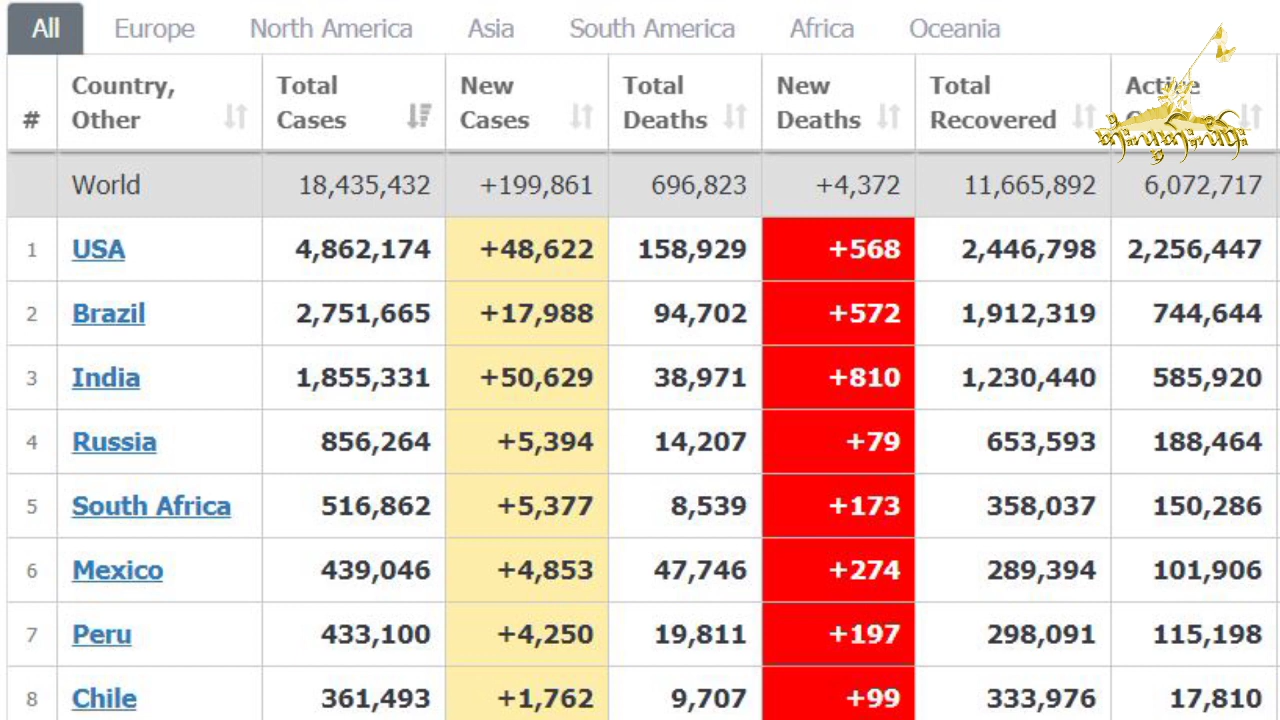 All Europe North America Asia South America Africa Oceania
# Country, Other Total Cases New Cases Total Deaths New Deaths Total Recovered Active
World 18,435,432 +199,861 696,823 +4,372 11,665,892 6,072,717
1 USA 4,862,174 +48,622 158,929 +568 2,446,798 2,256,447
2 Brazil 2,751,665 +17,988 94,702 +572 1,912,319 744,644
3 India 1,855,331 +50,629 38,971 +810 1,230,440 585,920
4 Russia 856,264 +5,394 14,207 +79 653,593 188,464
5 South Africa 516,862 +5,377 8,539 +173 358,037 150,286
6 Mexico 439,046 +4,853 47,746 +274 289,394 101,906
7 Peru 433,100 +4,250 19,811 +197 298,091 115,198
8 Chile 361,493 +1,762 9,707 +99 333,976 17,810